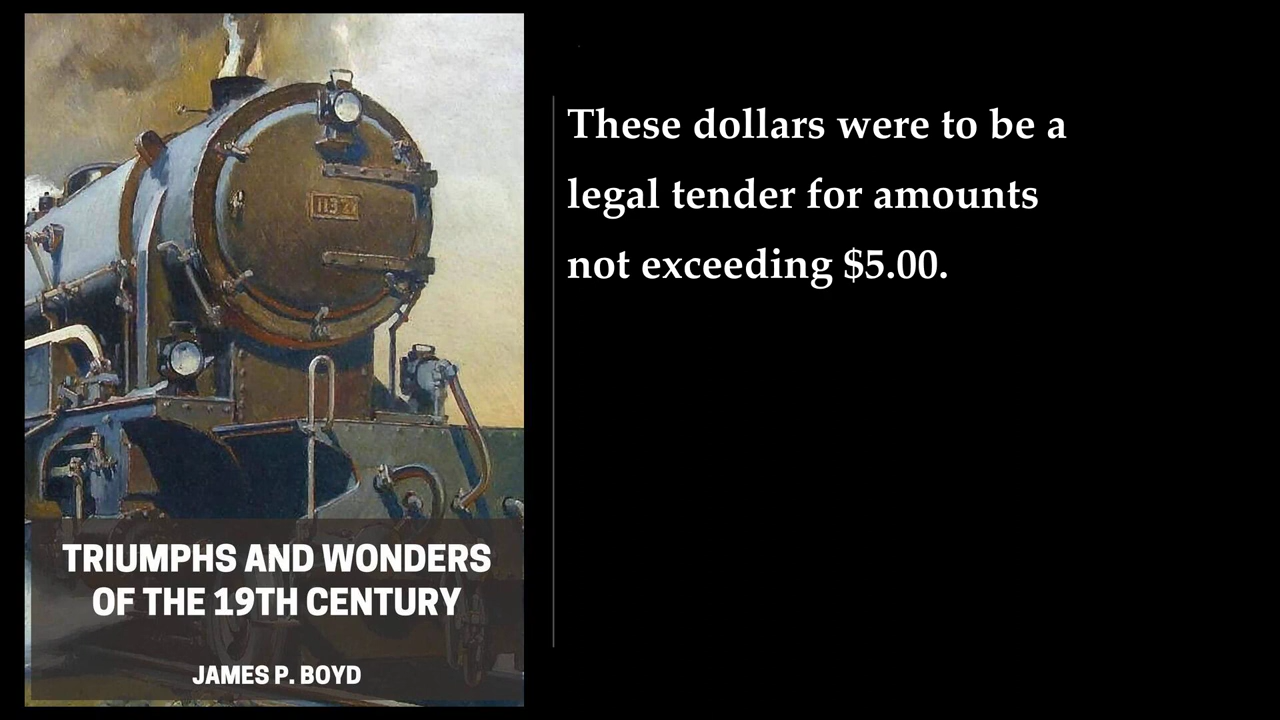 These dollars were to be a
legal tender for amounts
not exceeding $5.00.
TRIUMPHS AND WONDERS
OF THE 19TH CENTURY
JAMES P. BOYD